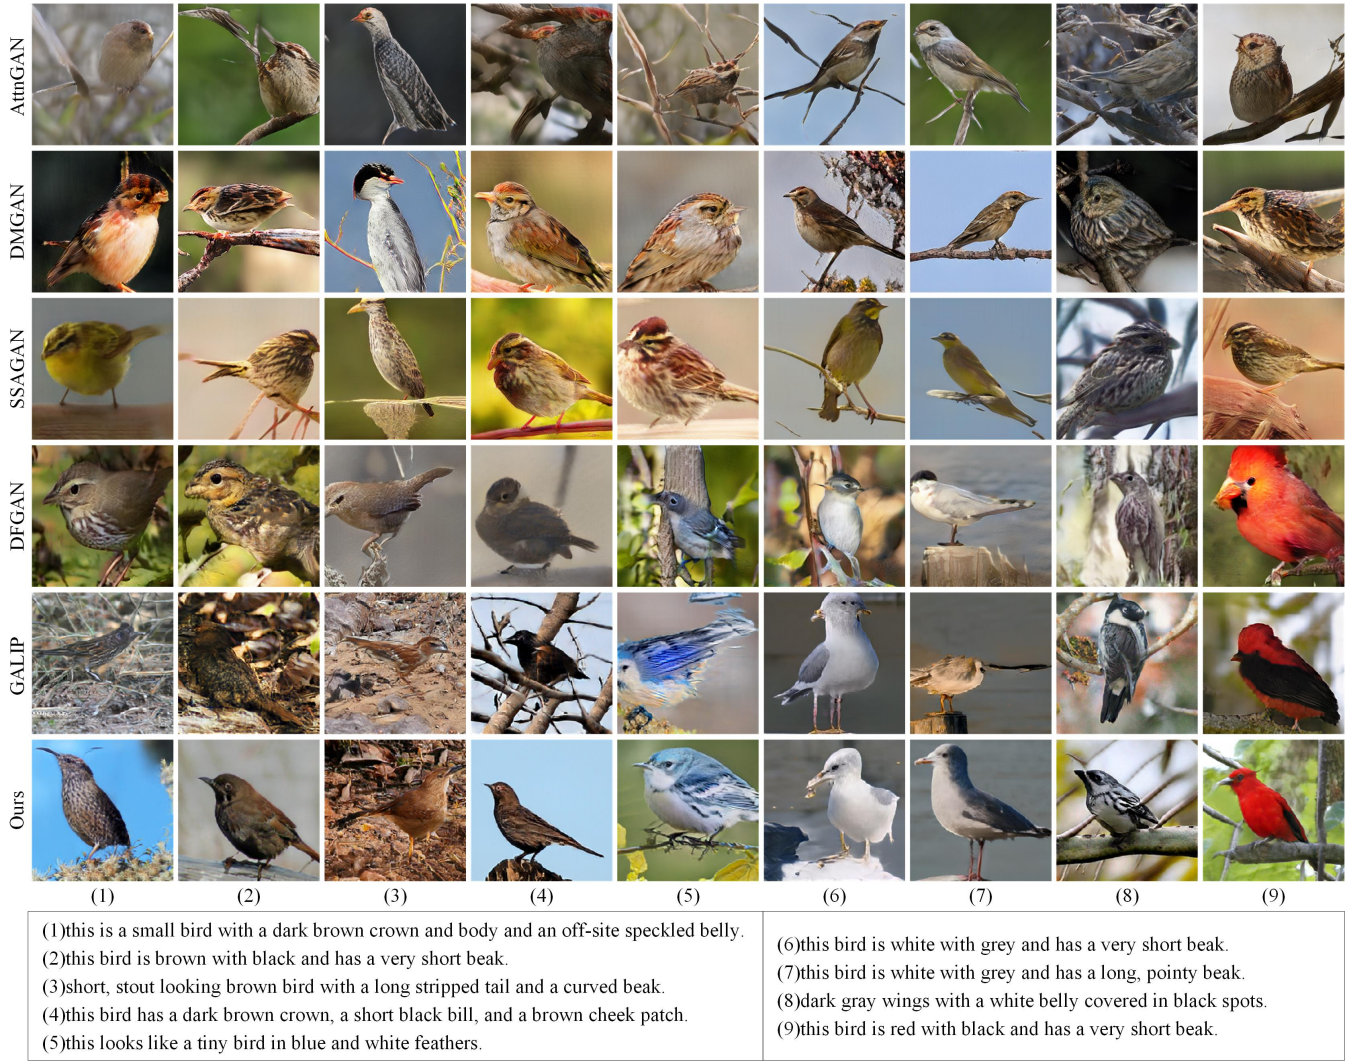 AttnGAN
DMGAN
SSAGAN
DFGAN
GALIP
Ours
(1) (2) (3) (4) (5) (6) (7) (8) (9)
(1)this is a small bird with a dark brown crown and body and an off-site speckled belly.
(2)this bird is brown with black and has a very short beak.
(3)short, stout looking brown bird with a long stripped tail and a curved beak.
(4)this bird has a dark brown crown, a short black bill, and a brown cheek patch.
(5)this looks like a tiny bird in blue and white feathers.
(6)this bird is white with grey and has a very short beak.
(7)this bird is white with grey and has a long, pointy beak.
(8)dark gray wings with a white belly covered in black spots.
(9)this bird is red with black and has a very short beak.